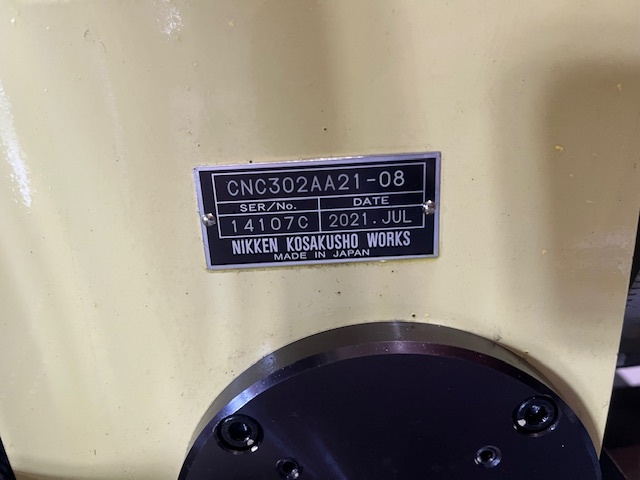 CNC302AA21-08
SER/No. DATE
14107C 2021.JUL
NIKKEN KOSAKUSHO WORKS
MADE IN JAPAN